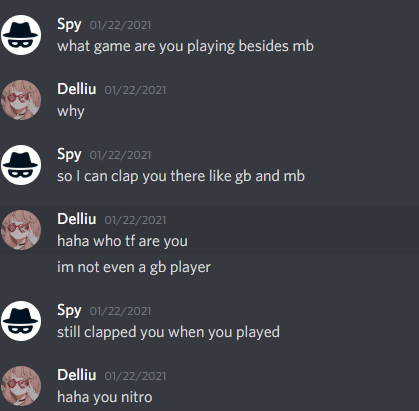 Spy 01/22/2021
what game are you playing besides mb
Delliu 01/22/2021
why
Spy 01/22/2021
so I can clap you there like gb and mb
Delliu 01/22/2021
haha who tf are you
im not even a gb player
Spy 01/22/2021
still clapped you when you played
Delliu 01/22/2021
haha you nitro